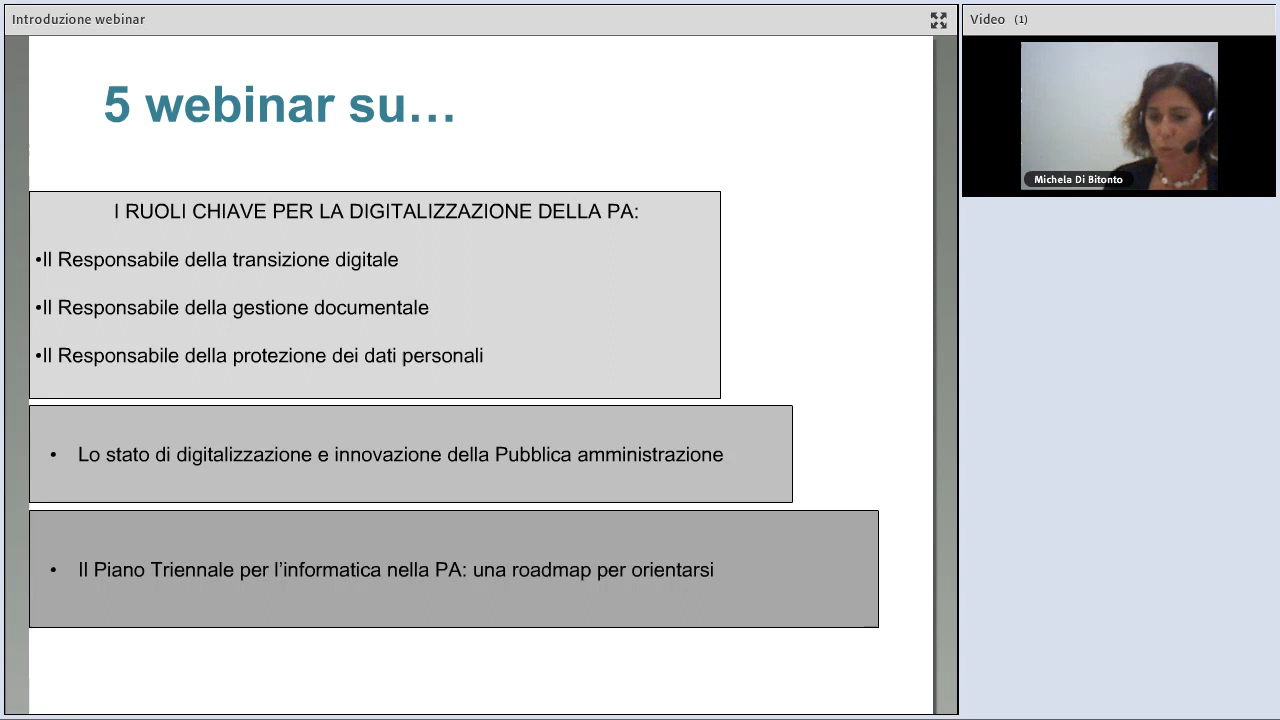 Introduzione webinar
Video (1)
5 webinar su…
I RUOLI CHIAVE PER LA DIGITALIZZAZIONE DELLA PA:
•Il Responsabile della transizione digitale
•Il Responsabile della gestione documentale
•Il Responsabile della protezione dei dati personali
• Lo stato di digitalizzazione e innovazione della Pubblica amministrazione
• Il Piano Triennale per l’informatica nella PA: una roadmap per orientarsi
Michela Di Bitonto